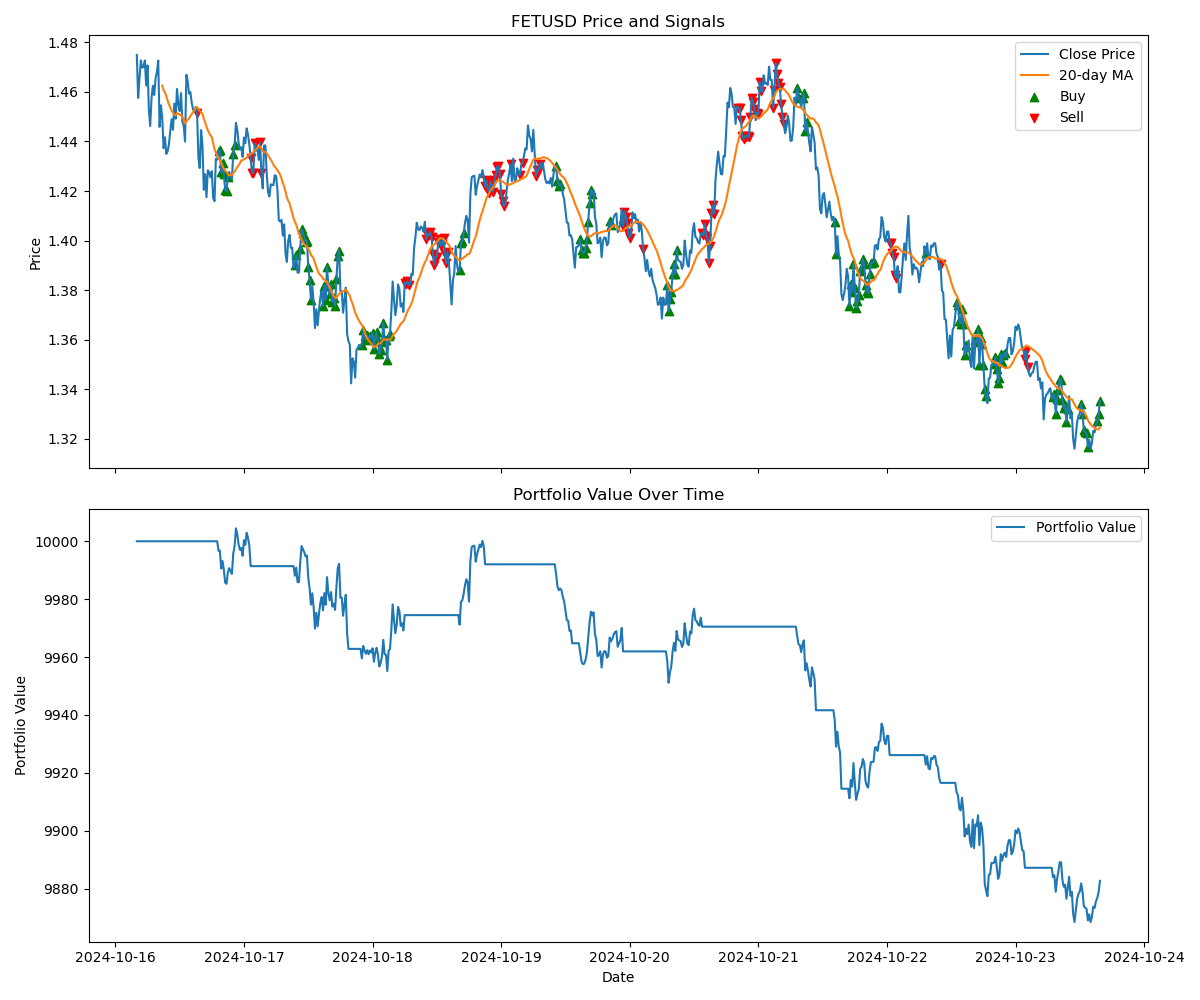 FETUSD Price and Signals
Price
1.48
1.46
1.44
1.42
1.40
1.38
1.36
1.34
1.32
Close Price
20-day MA
Buy
Sell
Portfolio Value Over Time
Portfolio Value
10000
9980
9960
9940
9920
9900
9880
Portfolio Value
2024-10-16 2024-10-17 2024-10-18 2024-10-19 2024-10-20 2024-10-21 2024-10-22 2024-10-23 2024-10-24
Date